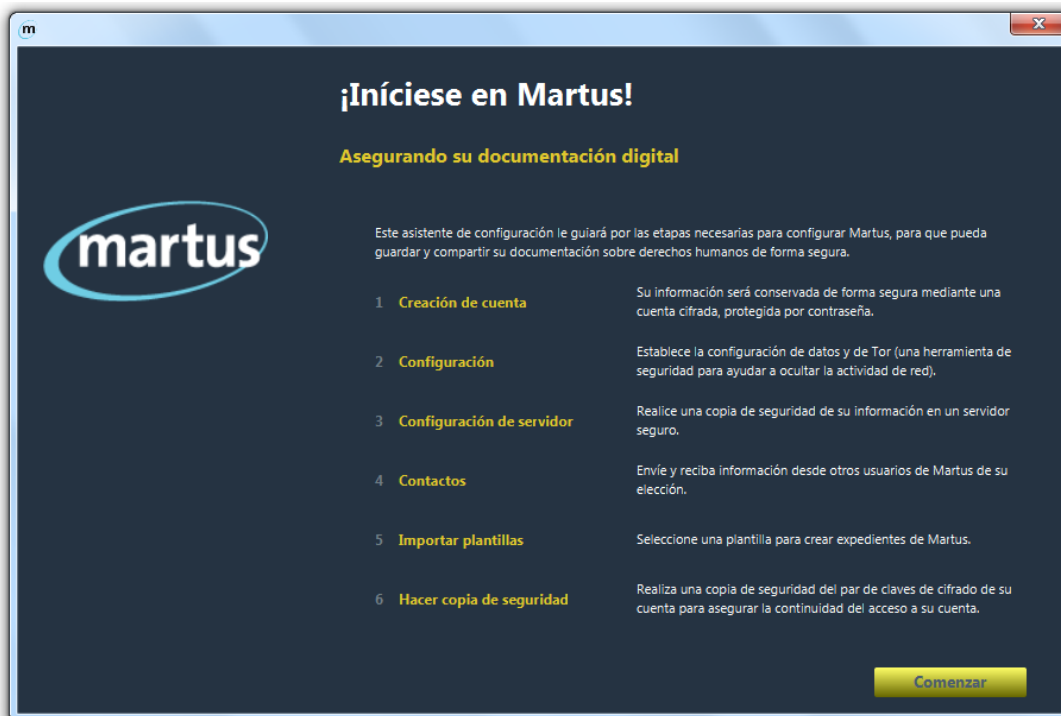 m
x
¡Iníciese en Martus!
Asegurando su documentación digital
martus
Este asistente de configuración le guiará por las etapas necesarias para configurar Martus, para que pueda
guardar y compartir su documentación sobre derechos humanos de forma segura.
1 Creación de cuenta
Su información será conservada de forma segura mediante una
cuenta cifrada, protegida por contraseña.
2 Configuración
Establece la configuración de datos y de Tor (una herramienta de
seguridad para ayudar a ocultar la actividad de red).
3 Configuración de servidor
Realice una copia de seguridad de su información en un servidor
seguro.
4 Contactos
Envíe y reciba información desde otros usuarios de Martus de su
elección.
5 Importar plantillas
Seleccione una plantilla para crear expedientes de Martus.
6 Hacer copia de seguridad
Realiza una copia de seguridad del par de claves de cifrado de su
cuenta para asegurar la continuidad del acceso a su cuenta.
Comenzar